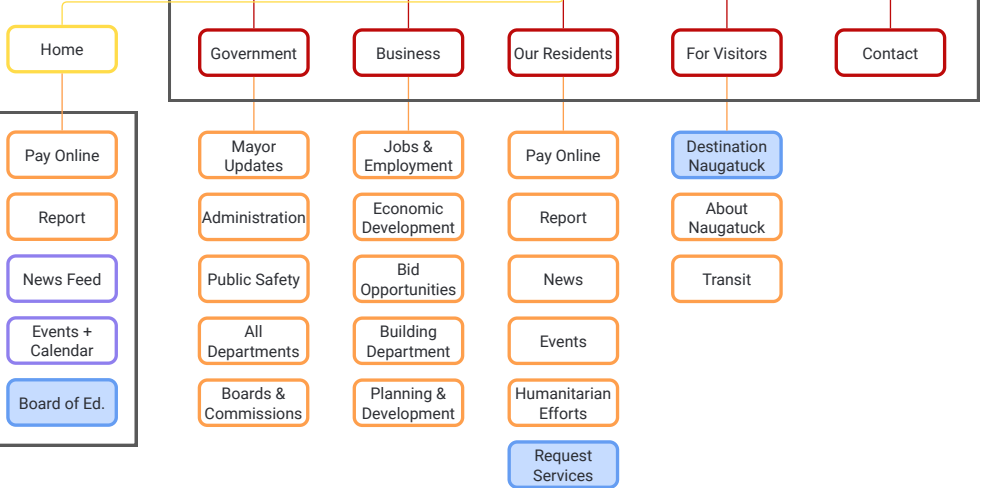 Home
Government
Business
Our Residents
For Visitors
Contact
Pay Online
Report
News Feed
Events +
Calendar
Board of Ed.
Mayor
Updates
Administration
Public Safety
All
Departments
Boards &
Commissions
Jobs &
Employment
Economic
Development
Bid
Opportunities
Building
Department
Planning &
Development
Pay Online
Report
News
Events
Humanitarian
Efforts
Request
Services
Destination
Naugatuck
About
Naugatuck
Transit